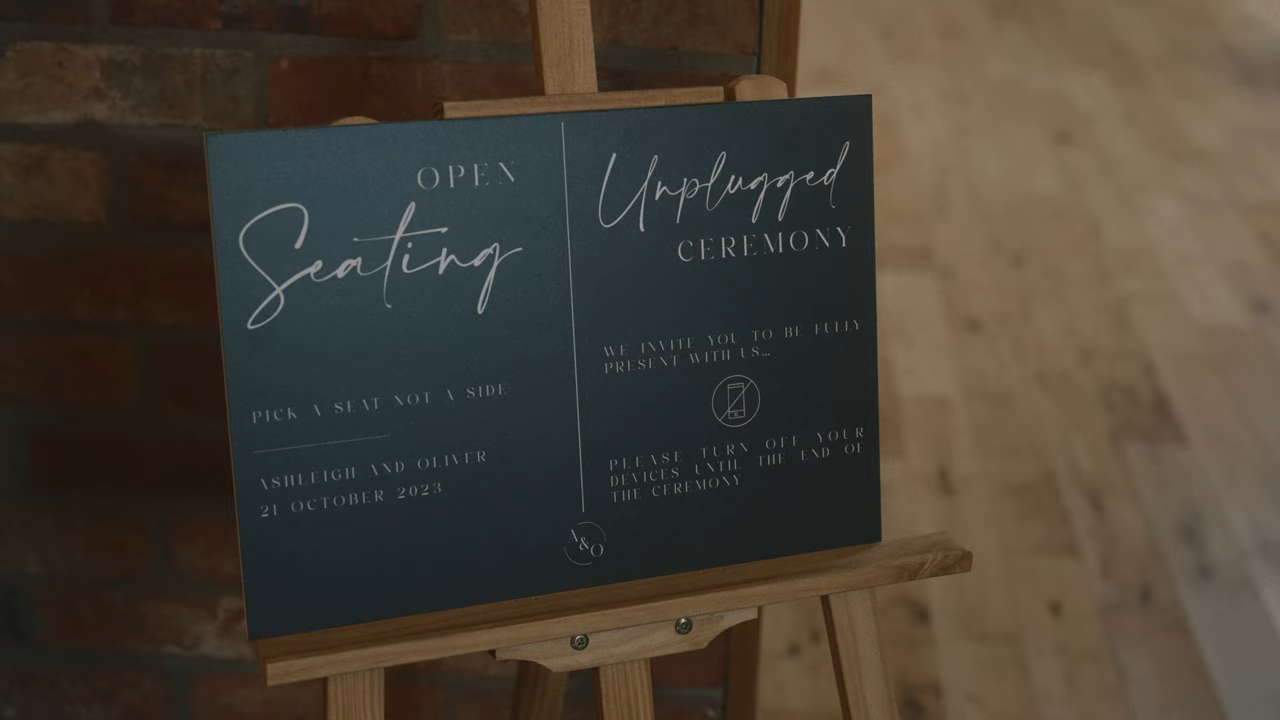 OPEN
Seating
PICK A SEAT NOT A SIDE
ASHLEIGH AND OLIVER
21 OCTOBER 2023
Unplugged
CEREMONY
WE INVITE YOU TO BE FULLY
PRESENT WITH US...
PLEASE TURN OFF YOUR
DEVICES UNTIL THE END OF
THE CEREMONY
A&O